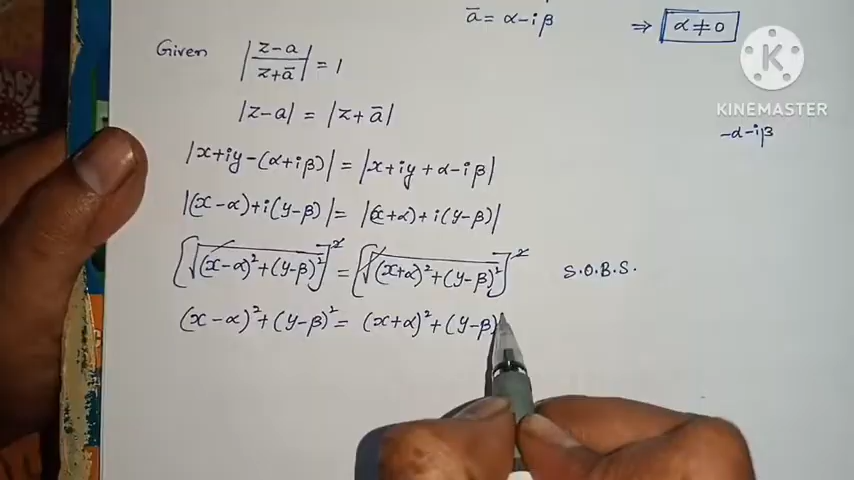 ā = α-iβ
⇒ α≠0
Given |z-a / z+ā| = 1
|z-a| = |z+ā|
KINEMASTER
-α-iβ
|x+iy-(α+iβ)| = |x+iy+α-iβ|
|(x-α)+i(y-β)| = |(x+α)+i(y-β)|
[√(x-α)²+(y-β)²]² = [√(x+α)²+(y-β)²]² S.O.B.S.
(x-α)²+(y-β)² = (x+α)²+(y-β)